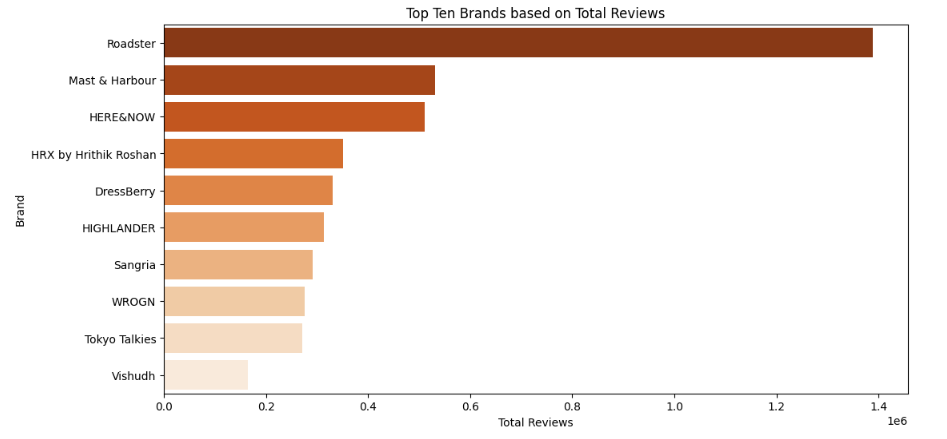 Top Ten Brands based on Total Reviews
Roadster
Mast & Harbour
HERE&NOW
HRX by Hrithik Roshan
DressBerry
HIGHLANDER
Sangria
WROGN
Tokyo Talkies
Vishudh
Brand
0.0 0.2 0.4 0.6 0.8 1.0 1.2 1.4
1e6
Total Reviews